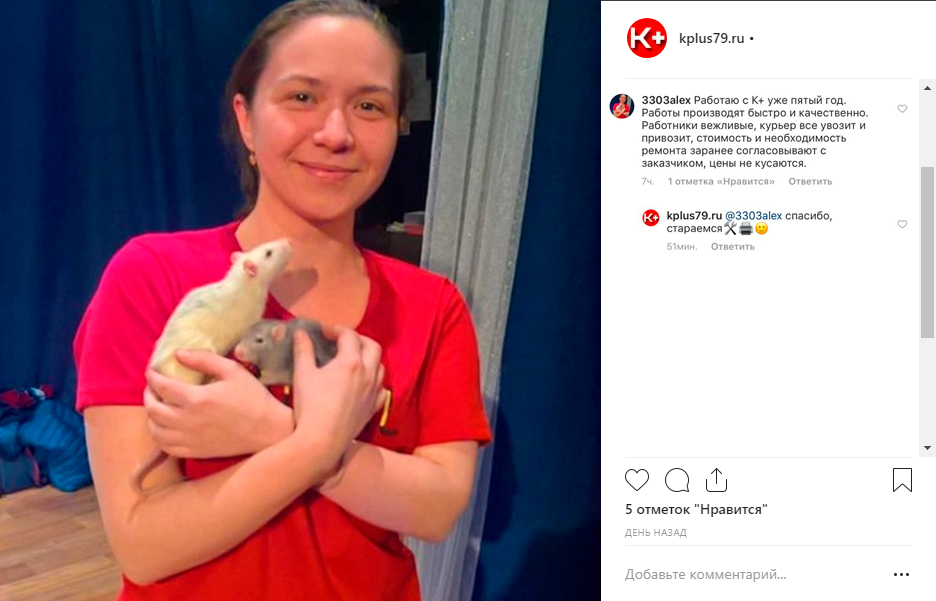 K+
kplus79.ru •
3303alex Работаю с К+ уже пятый год.
Работы производят быстро и качественно.
Работники вежливые, курьер все увозит и
привозит, стоимость и необходимость
ремонта заранее согласовывают с
заказчиком, цены не кусаются.
7ч. 1 отметка «Нравится» Ответить
K+
kplus79.ru @3303alex спасибо,
стараемся🛠🖨🙂
51мин. Ответить
5 отметок "Нравится"
ДЕНЬ НАЗАД
Добавьте комментарий...